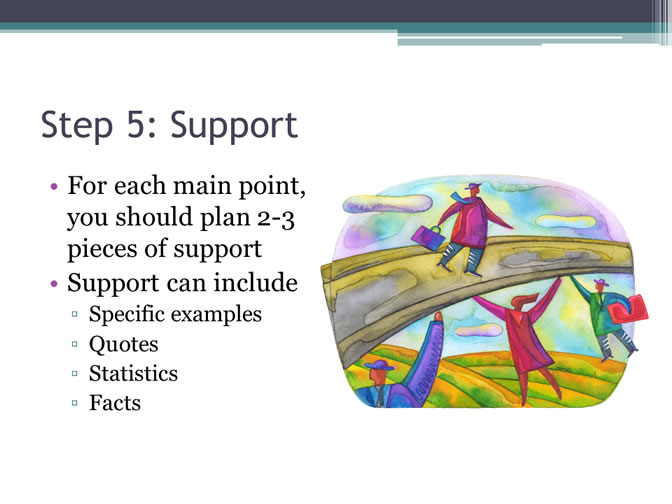 Step 5: Support
• For each main point,
you should plan 2-3
pieces of support
• Support can include
▫ Specific examples
▫ Quotes
▫ Statistics
▫ Facts